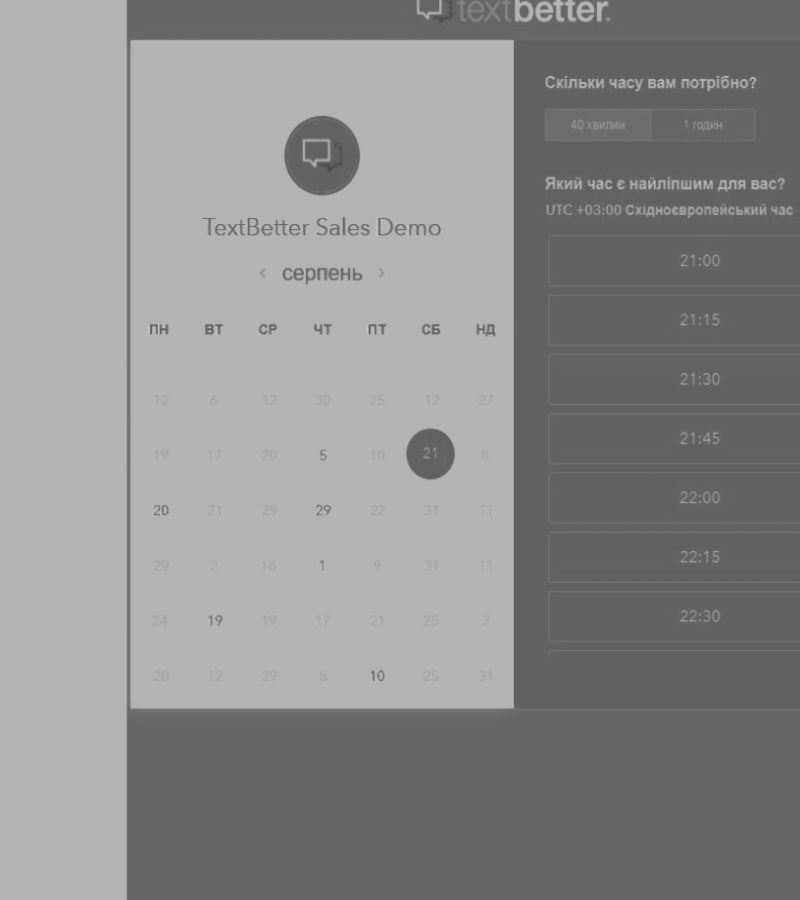 textbetter.
TextBetter Sales Demo
‹ серпень ›
ПН ВТ СР ЧТ ПТ СБ НД
12 6 12 30 25 12 27
19 17 20 5 10 21 8
20 21 29 29 22 31 11
29 2 16 1 9 31 11
24 19 19 17 21 25 7
20 12 29 5 10 25 31
Скільки часу вам потрібно?
40 хвилин 1 годин
Який час є найліпшим для вас?
UTC +03:00 Східноєвропейський час
21:00
21:15
21:30
21:45
22:00
22:15
22:30